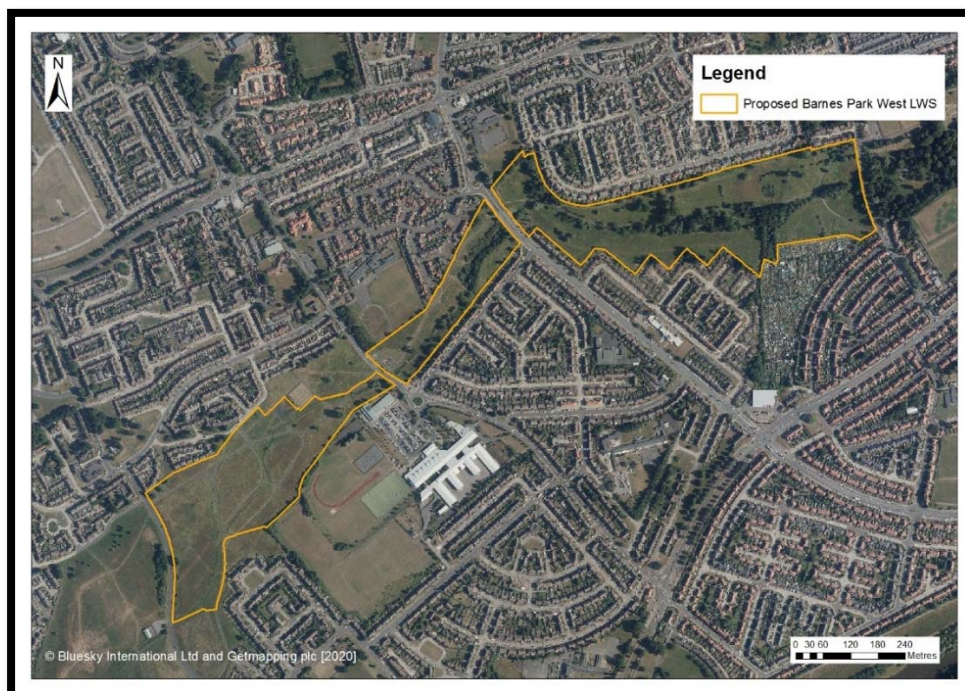 N
Legend
Proposed Barnes Park West LWS
© Bluesky International Ltd and Getmapping plc [2020]
0 30 60 120 180 240
Metres